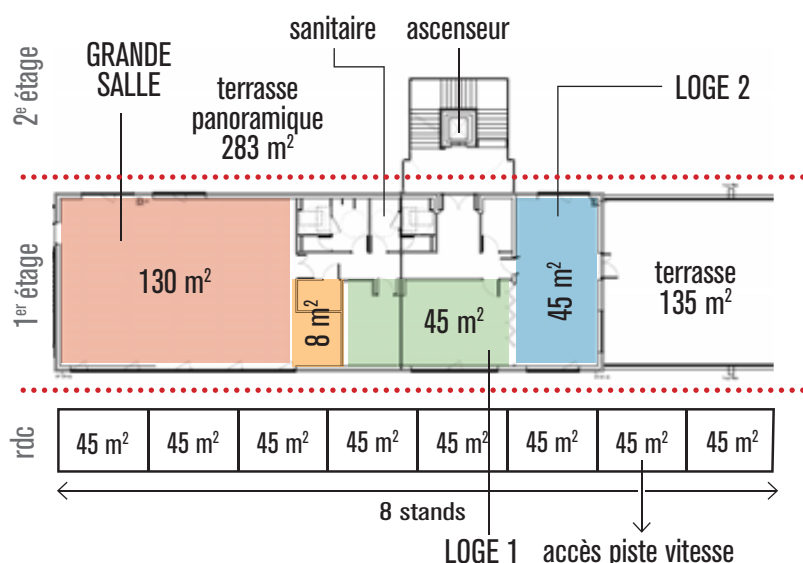 sanitaire
ascenseur
2e étage
GRANDE
SALLE
terrasse
panoramique
283 m²
LOGE 2
1er étage
130 m²
8 m²
45 m²
45 m²
terrasse
135 m²
rdc
45 m²
45 m²
45 m²
45 m²
45 m²
45 m²
45 m²
45 m²
8 stands
LOGE 1
accès piste vitesse